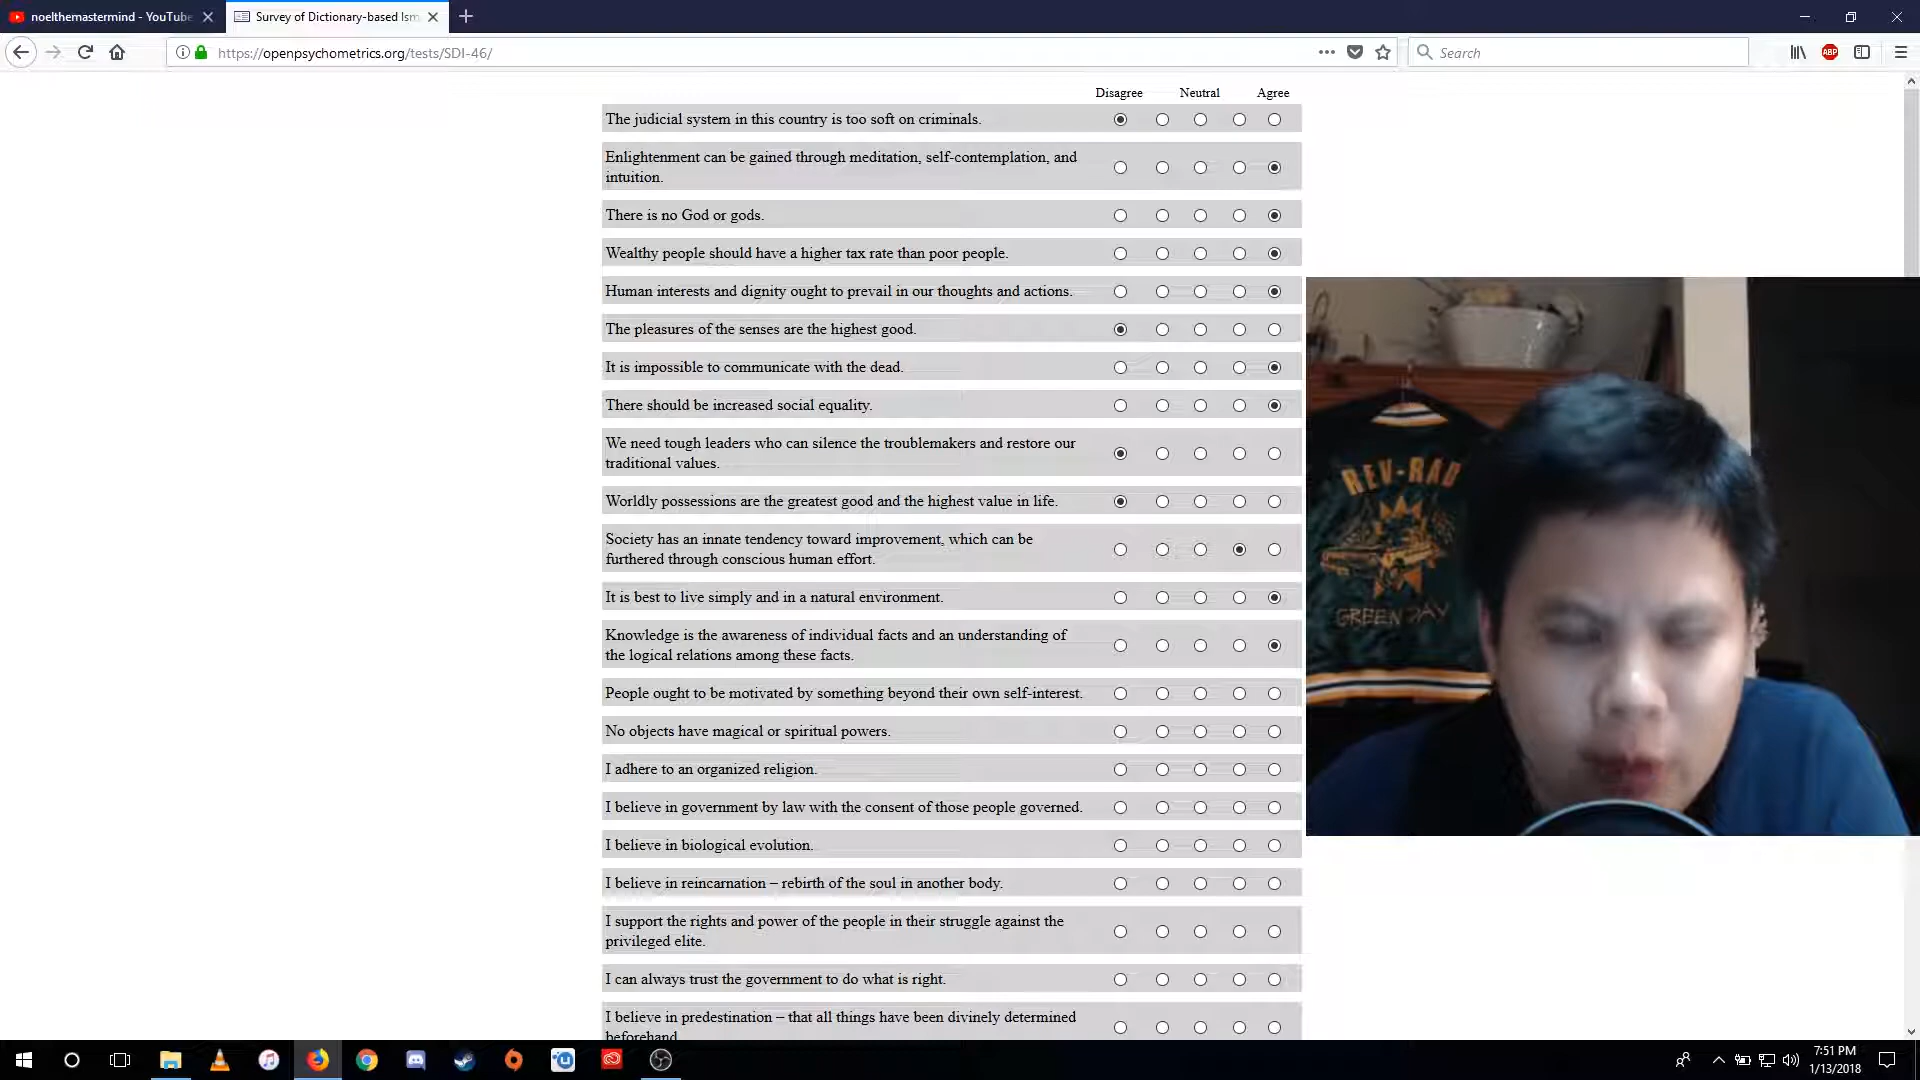 noelthemastermind - YouTube
Survey of Dictionary-based Ism
https://openpsychometrics.org/tests/SDI-46/
Search
ABP
Disagree Neutral Agree
The judicial system in this country is too soft on criminals.
Enlightenment can be gained through meditation, self-contemplation, and
intuition.
There is no God or gods.
Wealthy people should have a higher tax rate than poor people.
Human interests and dignity ought to prevail in our thoughts and actions.
The pleasures of the senses are the highest good.
It is impossible to communicate with the dead.
There should be increased social equality.
We need tough leaders who can silence the troublemakers and restore our
traditional values.
Worldly possessions are the greatest good and the highest value in life.
Society has an innate tendency toward improvement, which can be
furthered through conscious human effort.
It is best to live simply and in a natural environment.
Knowledge is the awareness of individual facts and an understanding of
the logical relations among these facts.
People ought to be motivated by something beyond their own self-interest.
No objects have magical or spiritual powers.
I adhere to an organized religion.
I believe in government by law with the consent of those people governed.
I believe in biological evolution.
I believe in reincarnation – rebirth of the soul in another body.
I support the rights and power of the people in their struggle against the
privileged elite.
I can always trust the government to do what is right.
I believe in predestination – that all things have been divinely determined
beforehand
REV-RAD
GREEN DAY
7:51 PM
1/13/2018